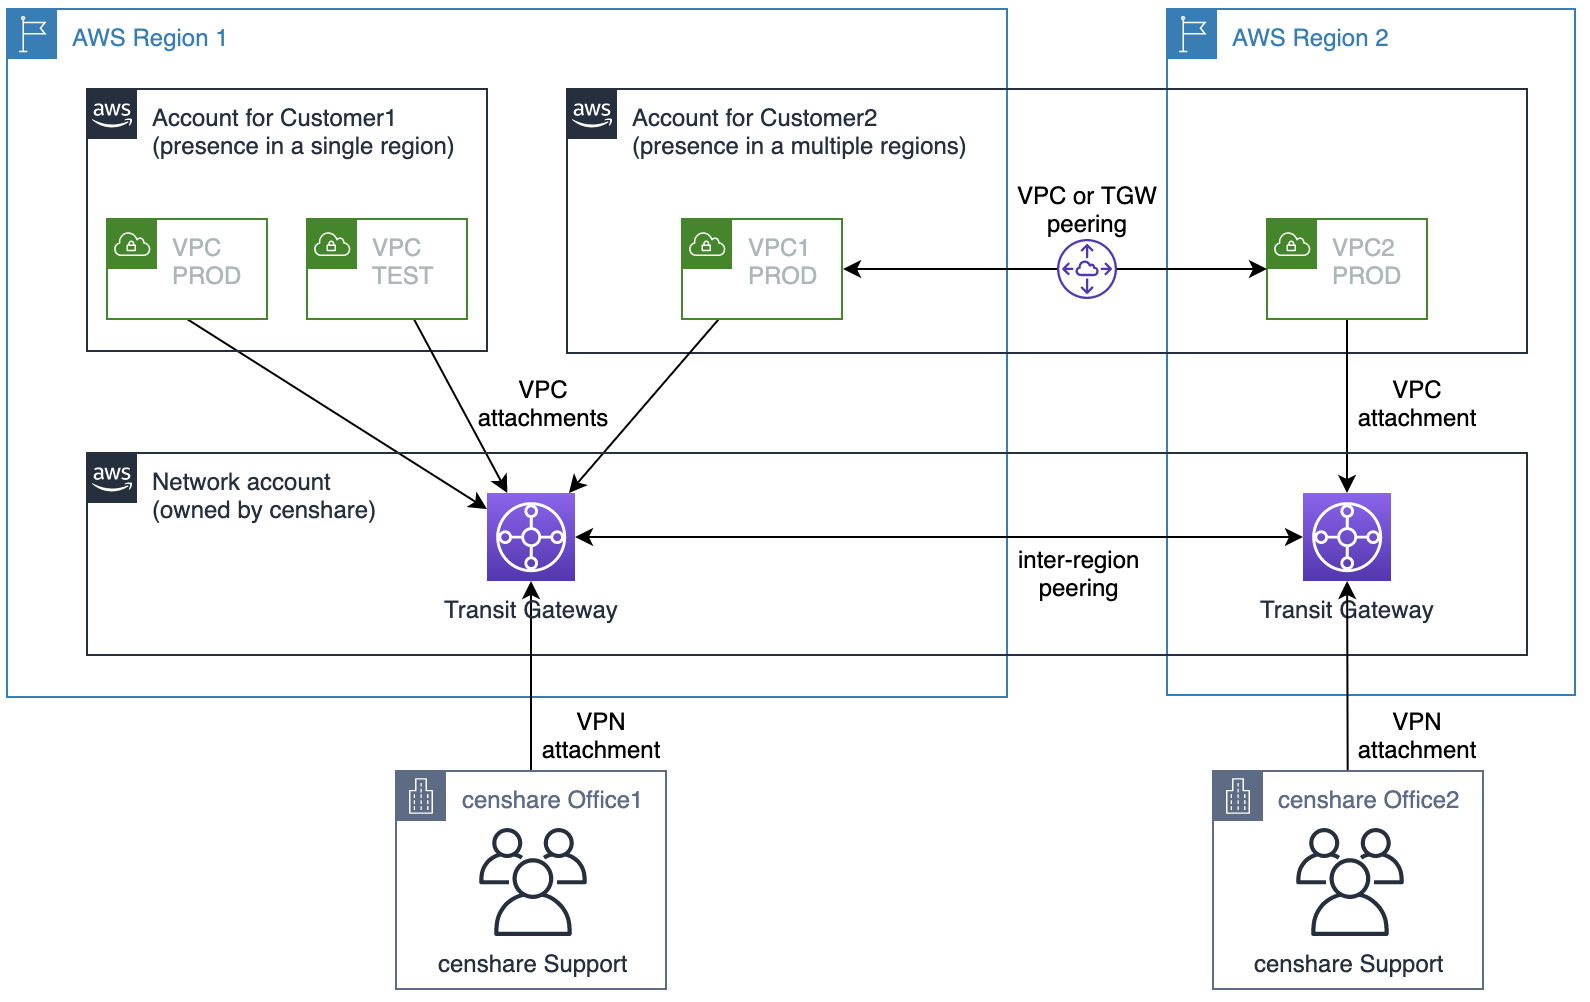 AWS Region 1
AWS Region 2
aws
Account for Customer1
(presence in a single region)
aws
Account for Customer2
(presence in a multiple regions)
VPC or TGW
peering
VPC
PROD
VPC
TEST
VPC1
PROD
VPC2
PROD
VPC
attachments
VPC
attachment
aws
Network account
(owned by censhare)
inter-region
peering
Transit Gateway
Transit Gateway
VPN
attachment
VPN
attachment
censhare Office1
censhare Office2
censhare Support
censhare Support